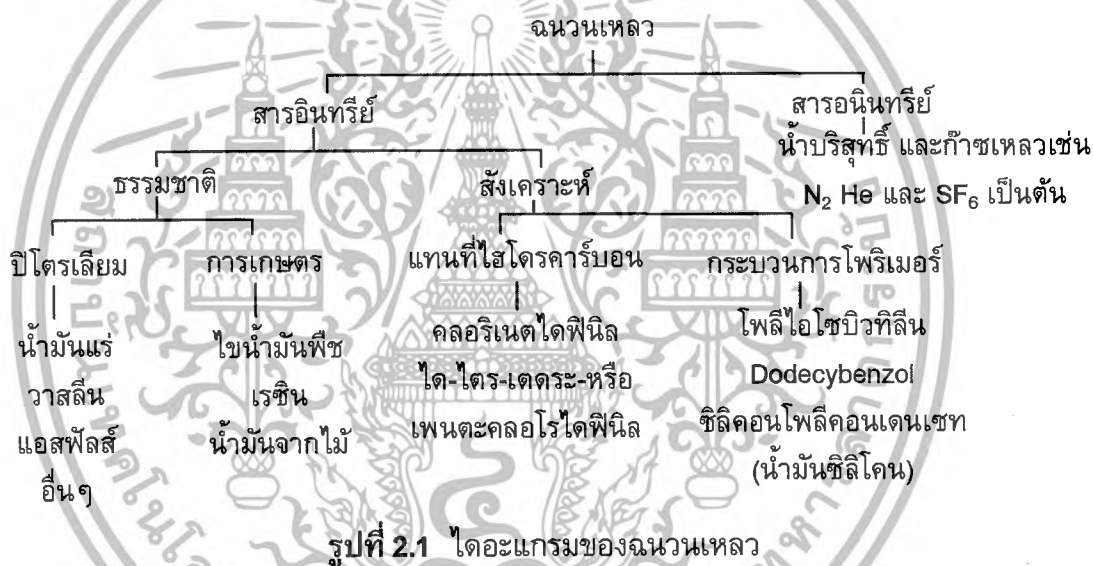 ฉนวนเหลว
สารอินทรีย์
สารอนินทรีย์
น้ำบริสุทธิ์ และก๊าซเหลวเช่น
N₂ He และ SF₆ เป็นต้น
ธรรมชาติ
สังเคราะห์
ปิโตรเลียม
การเกษตร
แทนที่ไฮโดรคาร์บอน
กระบวนการโพริเมอร์
น้ำมันแร่
วาสลีน
แอสฟัลส์
อื่นๆ
ไขน้ำมันพืช
เรซิน
น้ำมันจากไม้
คลอริเนตไดฟินิล
ได-ไตร-เตดระ-หรือ
เพนตะคลอโรไดฟินิล
โพลีไอโซบิวทิลีน
Dodecybenzol
ซิลิคอนโพลีคอนเดนเซท
(น้ำมันซิลิโคน)
รูปที่ 2.1 ไดอะแกรมของฉนวนเหลว